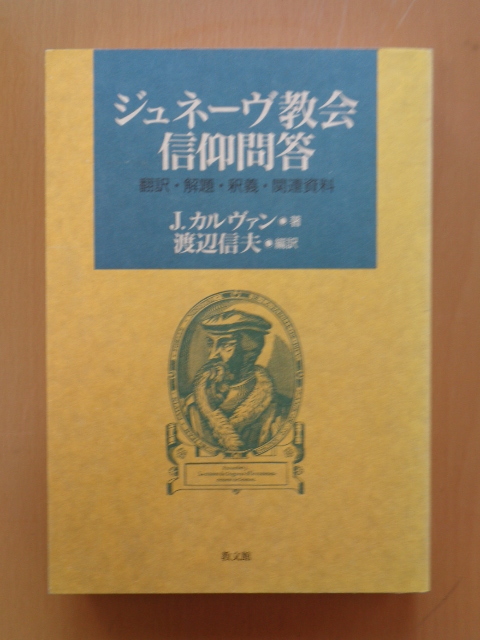 ジュネーヴ教会
信仰問答
翻訳・解題・釈義・関連資料
J.カルヴァン●著
渡辺信夫●編訳
教文館